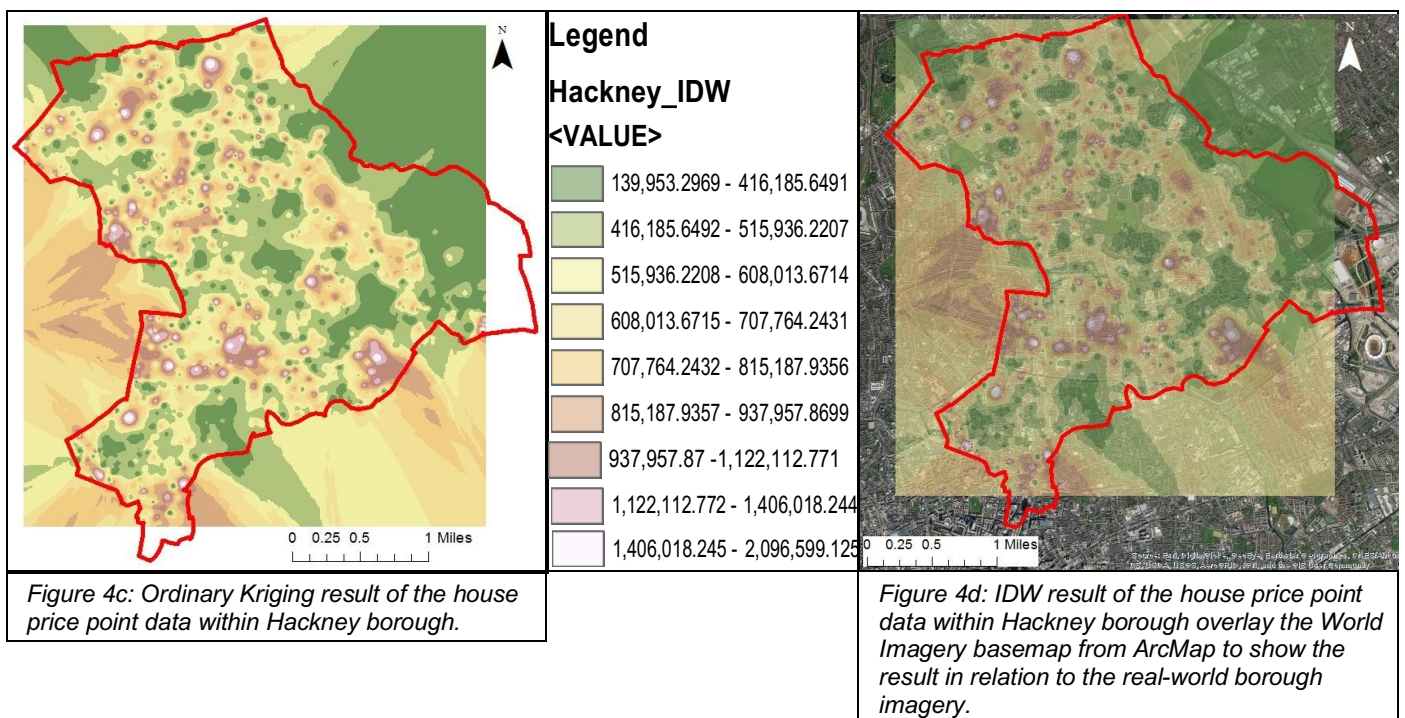 N
0 0.25 0.5 1 Miles
Figure 4c: Ordinary Kriging result of the house
price point data within Hackney borough.
Legend
Hackney_IDW
<VALUE>
139,953.2969 - 416,185.6491
416,185.6492 - 515,936.2207
515,936.2208 - 608,013.6714
608,013.6715 - 707,764.2431
707,764.2432 - 815,187.9356
815,187.9357 - 937,957.8699
937,957.87 -1,122,112.771
1,122,112.772 - 1,406,018.244
1,406,018.245 - 2,096,599.125
N
0 0.25 0.5 1 Miles
Figure 4d: IDW result of the house price point
data within Hackney borough overlay the World
Imagery basemap from ArcMap to show the
result in relation to the real-world borough
imagery.